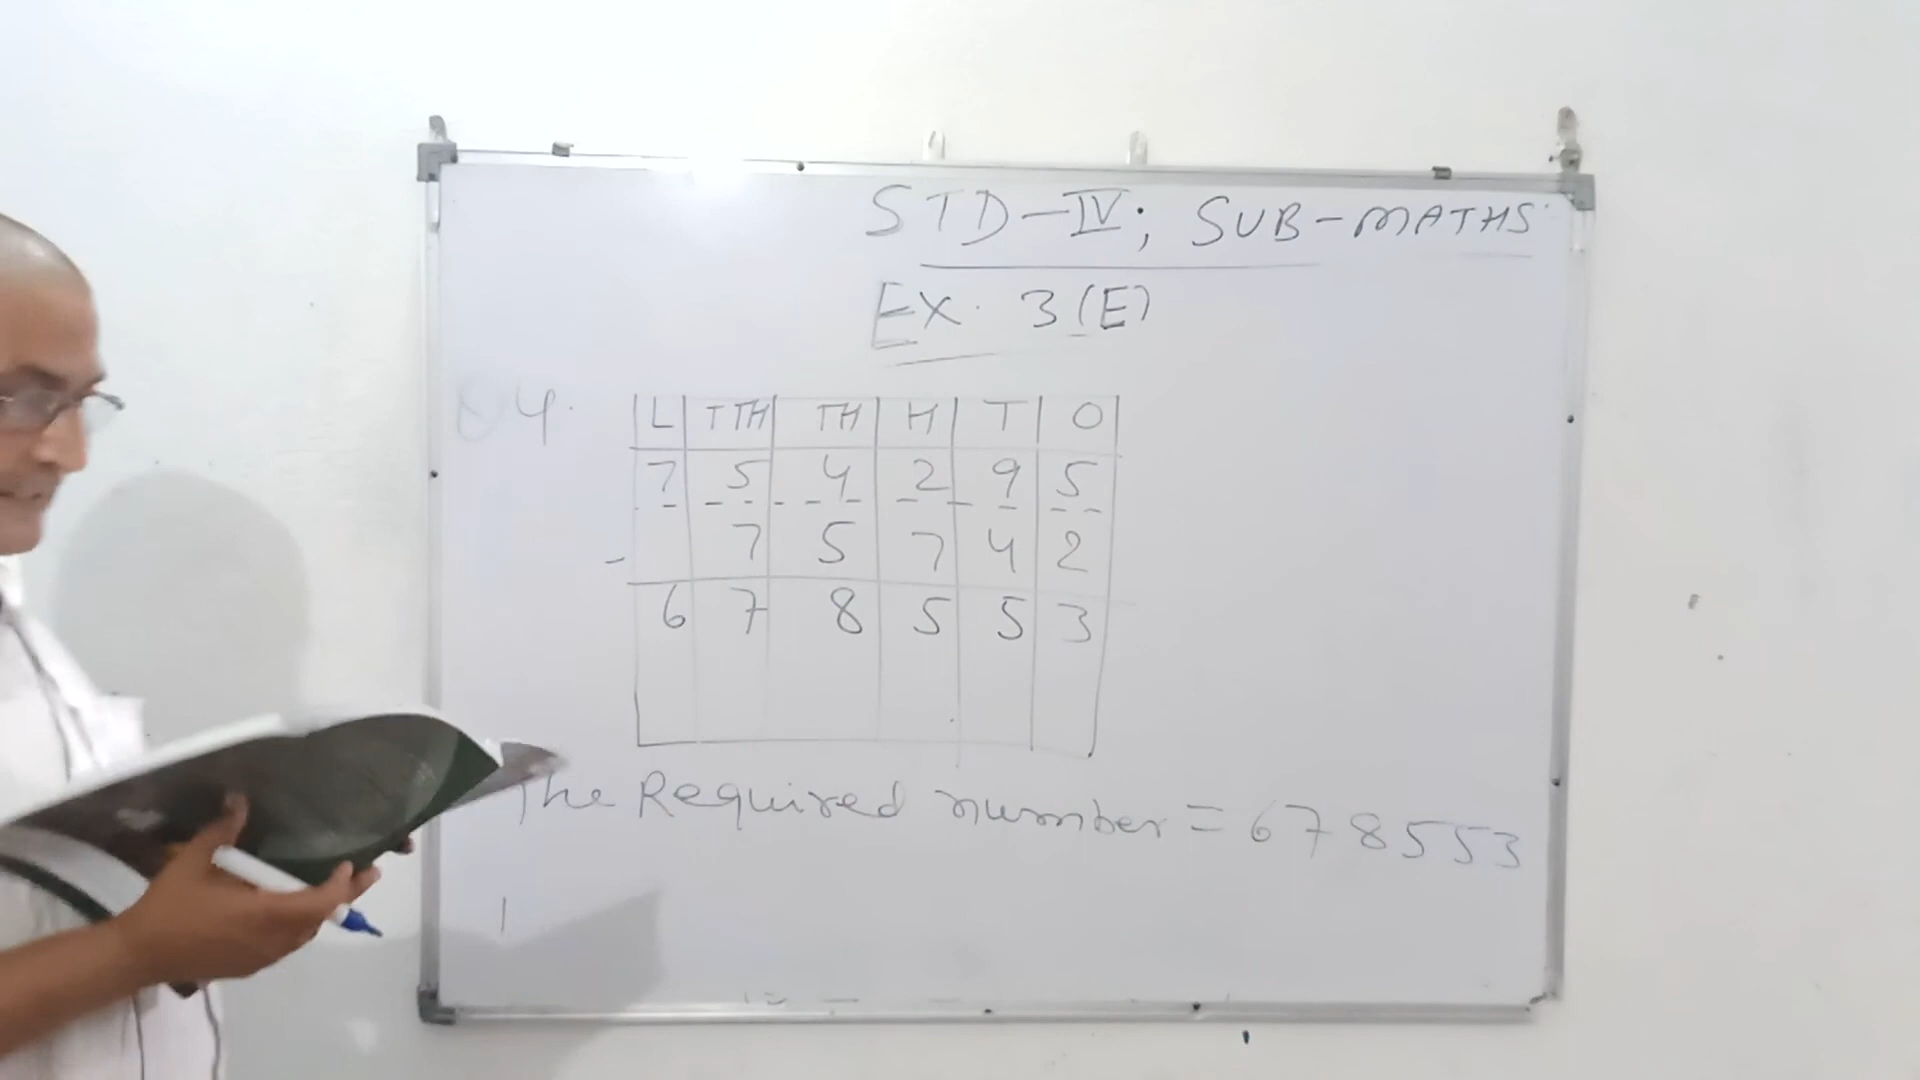 STD-IV; SUB-MATHS
EX. 3(E)
Q4. L TTH TH H T O
7 5 4 2 9 5
- 7 5 7 4 2
6 7 8 5 5 3
The Required number = 678553